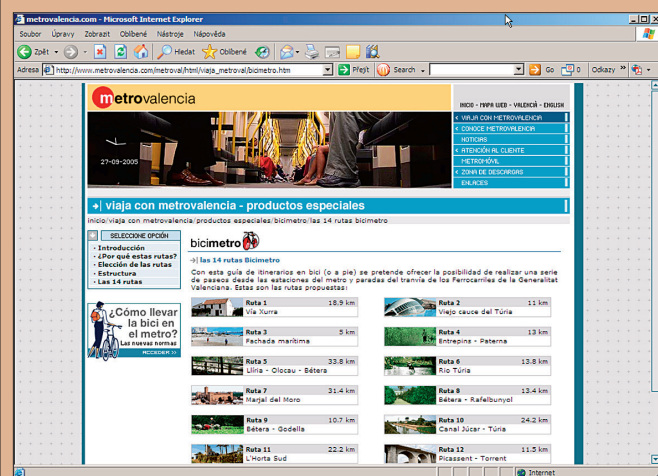 metrovalencia.com - Microsoft Internet Explorer
Soubor Úpravy Zobrazit Oblíbené Nástroje Nápověda
Zpět Hledat Oblíbené
Adresa http://www.metrovalencia.com/metroval/html/viaja_metroval/bicimetro.htm Přejít Search Go 0 Odkazy
metrovalencia
INICIO - MAPA WEB - VALENCIÀ - ENGLISH
< VIAJA CON METROVALENCIA
< CONOCE METROVALENCIA
NOTICIAS
< ATENCIÓN AL CLIENTE
METROMÓVIL
< ZONA DE DESCARGAS
ENLACES
27-09-2005
viaja con metrovalencia - productos especiales
inicio/viaja con metrovalencia/productos especiales/bicimetro/las 14 rutas bicimetro
SELECCIONE OPCIÓN
· Introducción
· ¿Por qué estas rutas?
· Elección de las rutas
· Estructura
· Las 14 rutas
¿Cómo llevar
la bici en
el metro?
Las nuevas normas
ACCEDER >>
bicimetro
las 14 rutas Bicimetro
Con esta guía de itinerarios en bici (o a pie) se pretende ofrecer la posibilidad de realizar una serie
de paseos desde las estaciones del metro y paradas del tranvía de los Ferrocarriles de la Generalitat
Valenciana. Estas son las rutas propuestas:
Ruta 1 18.9 km
Vía Xurra
Ruta 2 11 km
Viejo cauce del Túria
Ruta 3 5 km
Fachada marítima
Ruta 4 13 km
Entrepins - Paterna
Ruta 5 33.8 km
Llíria - Olocau - Bétera
Ruta 6 13.8 km
Río Túria
Ruta 7 31.4 km
Marjal del Moro
Ruta 8 13.4 km
Bétera - Rafelbunyol
Ruta 9 10.7 km
Bétera - Godella
Ruta 10 24.2 km
Canal Júcar - Túria
Ruta 11 22.2 km
L'Horta Sud
Ruta 12 11.5 km
Picassent - Torrent
Internet